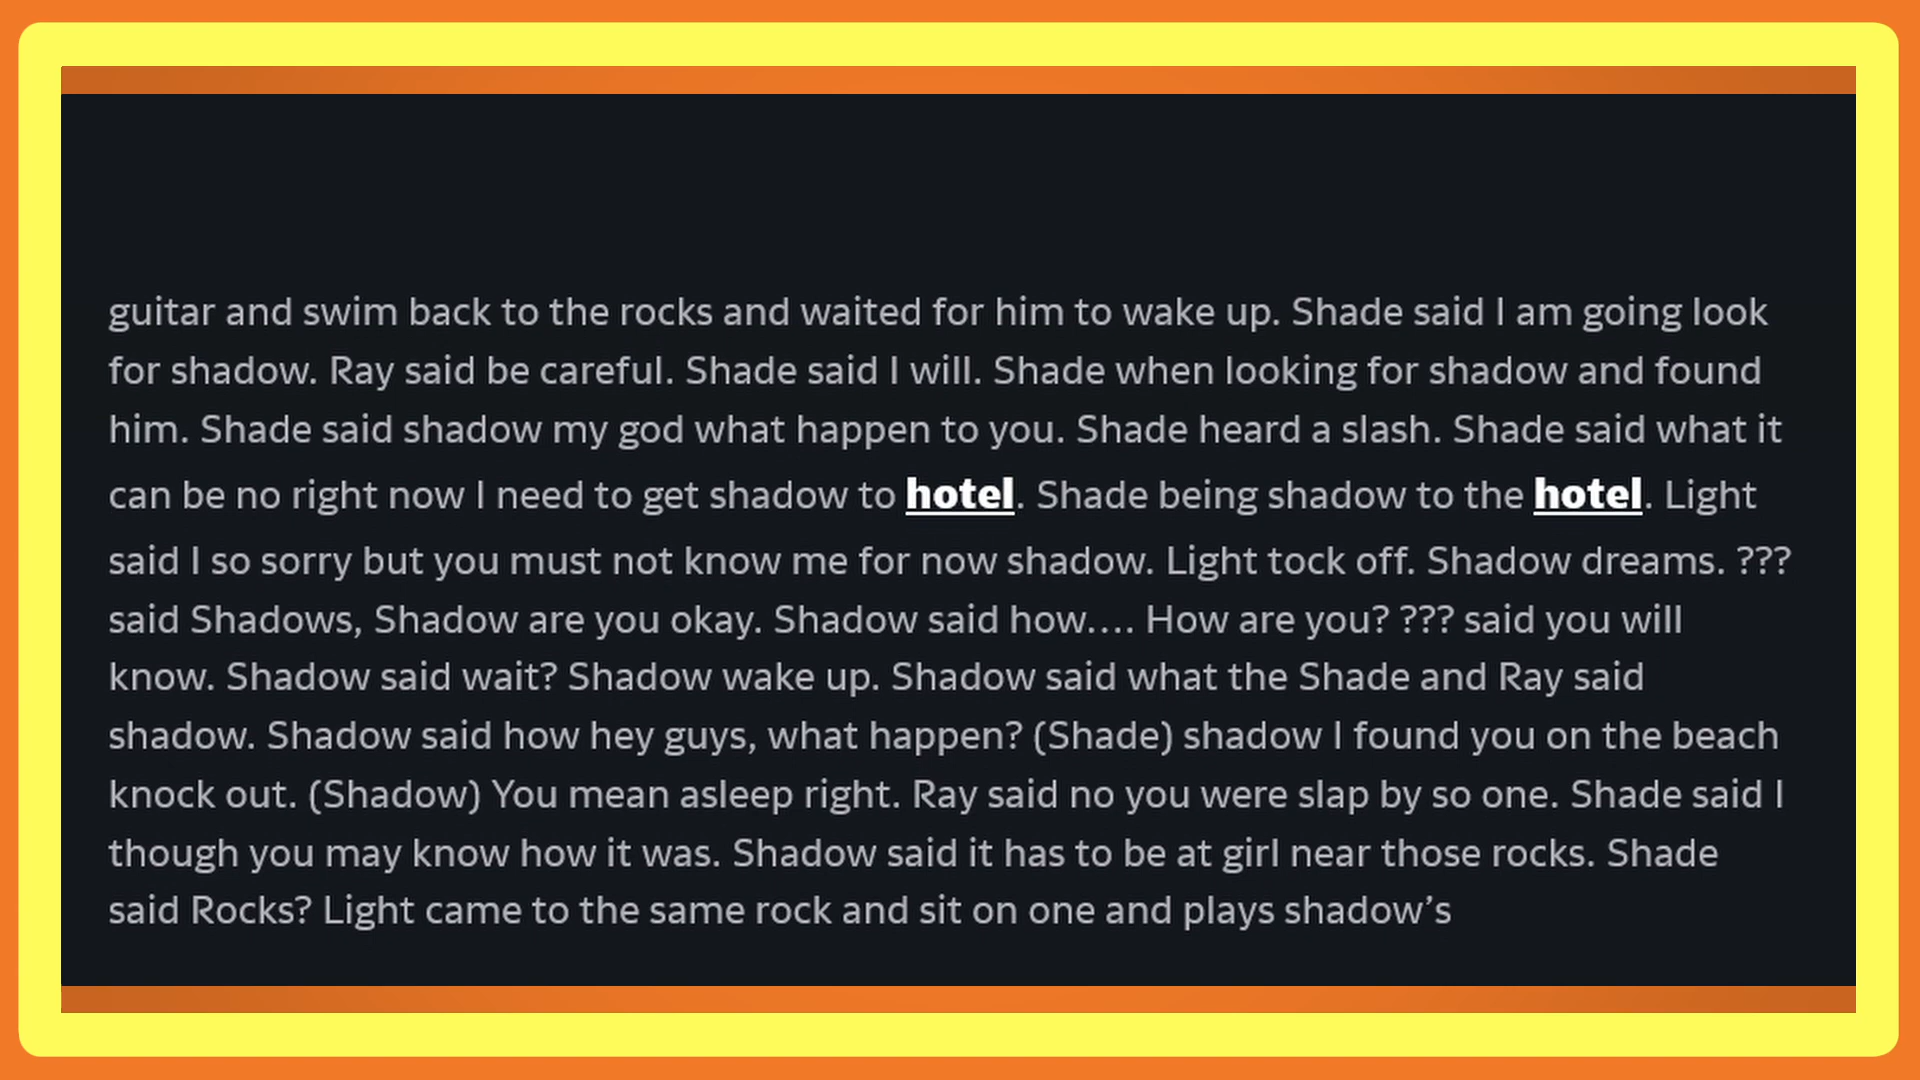 guitar and swim back to the rocks and waited for him to wake up. Shade said I am going look
for shadow. Ray said be careful. Shade said I will. Shade when looking for shadow and found
him. Shade said shadow my god what happen to you. Shade heard a slash. Shade said what it
can be no right now I need to get shadow to hotel. Shade being shadow to the hotel. Light
said I so sorry but you must not know me for now shadow. Light tock off. Shadow dreams. ???
said Shadows, Shadow are you okay. Shadow said how.... How are you? ??? said you will
know. Shadow said wait? Shadow wake up. Shadow said what the Shade and Ray said
shadow. Shadow said how hey guys, what happen? (Shade) shadow I found you on the beach
knock out. (Shadow) You mean asleep right. Ray said no you were slap by so one. Shade said I
though you may know how it was. Shadow said it has to be at girl near those rocks. Shade
said Rocks? Light came to the same rock and sit on one and plays shadow’s